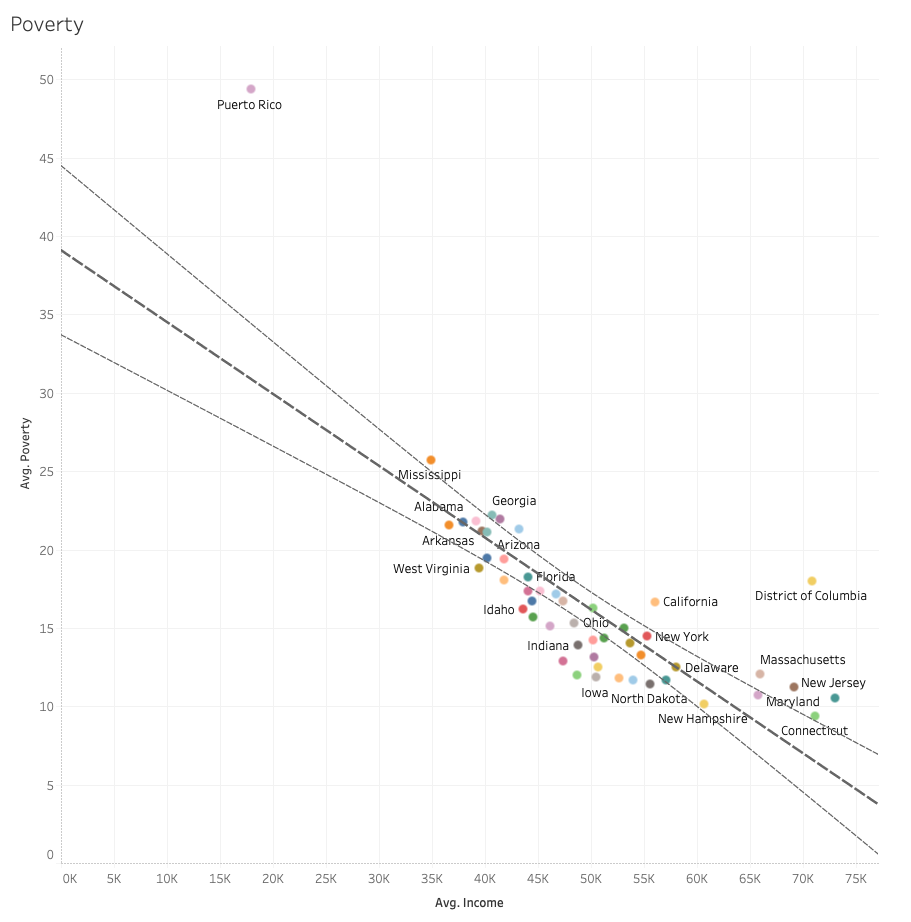 Poverty
50
Puerto Rico
45
40
35
30
25
Mississippi
Georgia
Alabama
Arkansas
Arizona
20
West Virginia
Florida
District of Columbia
California
Idaho
15
Ohio
New York
Indiana
Massachusetts
Delaware
New Jersey
Iowa
North Dakota
Maryland
10
New Hampshire
Connecticut
5
0
Avg. Poverty
0K 5K 10K 15K 20K 25K 30K 35K 40K 45K 50K 55K 60K 65K 70K 75K
Avg. Income